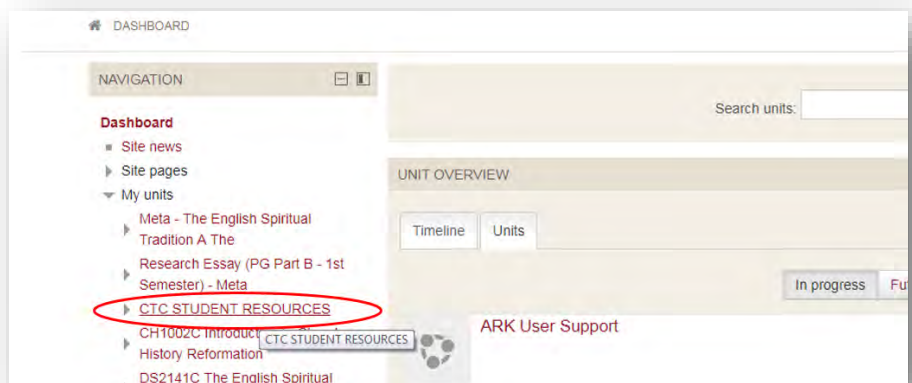 DASHBOARD
NAVIGATION
Dashboard
Site news
Site pages
My units
Meta - The English Spiritual
Tradition A The
Research Essay (PG Part B - 1st
Semester) - Meta
CTC STUDENT RESOURCES
CH1002C
History Reformation
DS2141C The English Spiritual
CTC STUDENT RESOURCES
Search units:
UNIT OVERVIEW
Timeline Units
In progress
ARK User Support